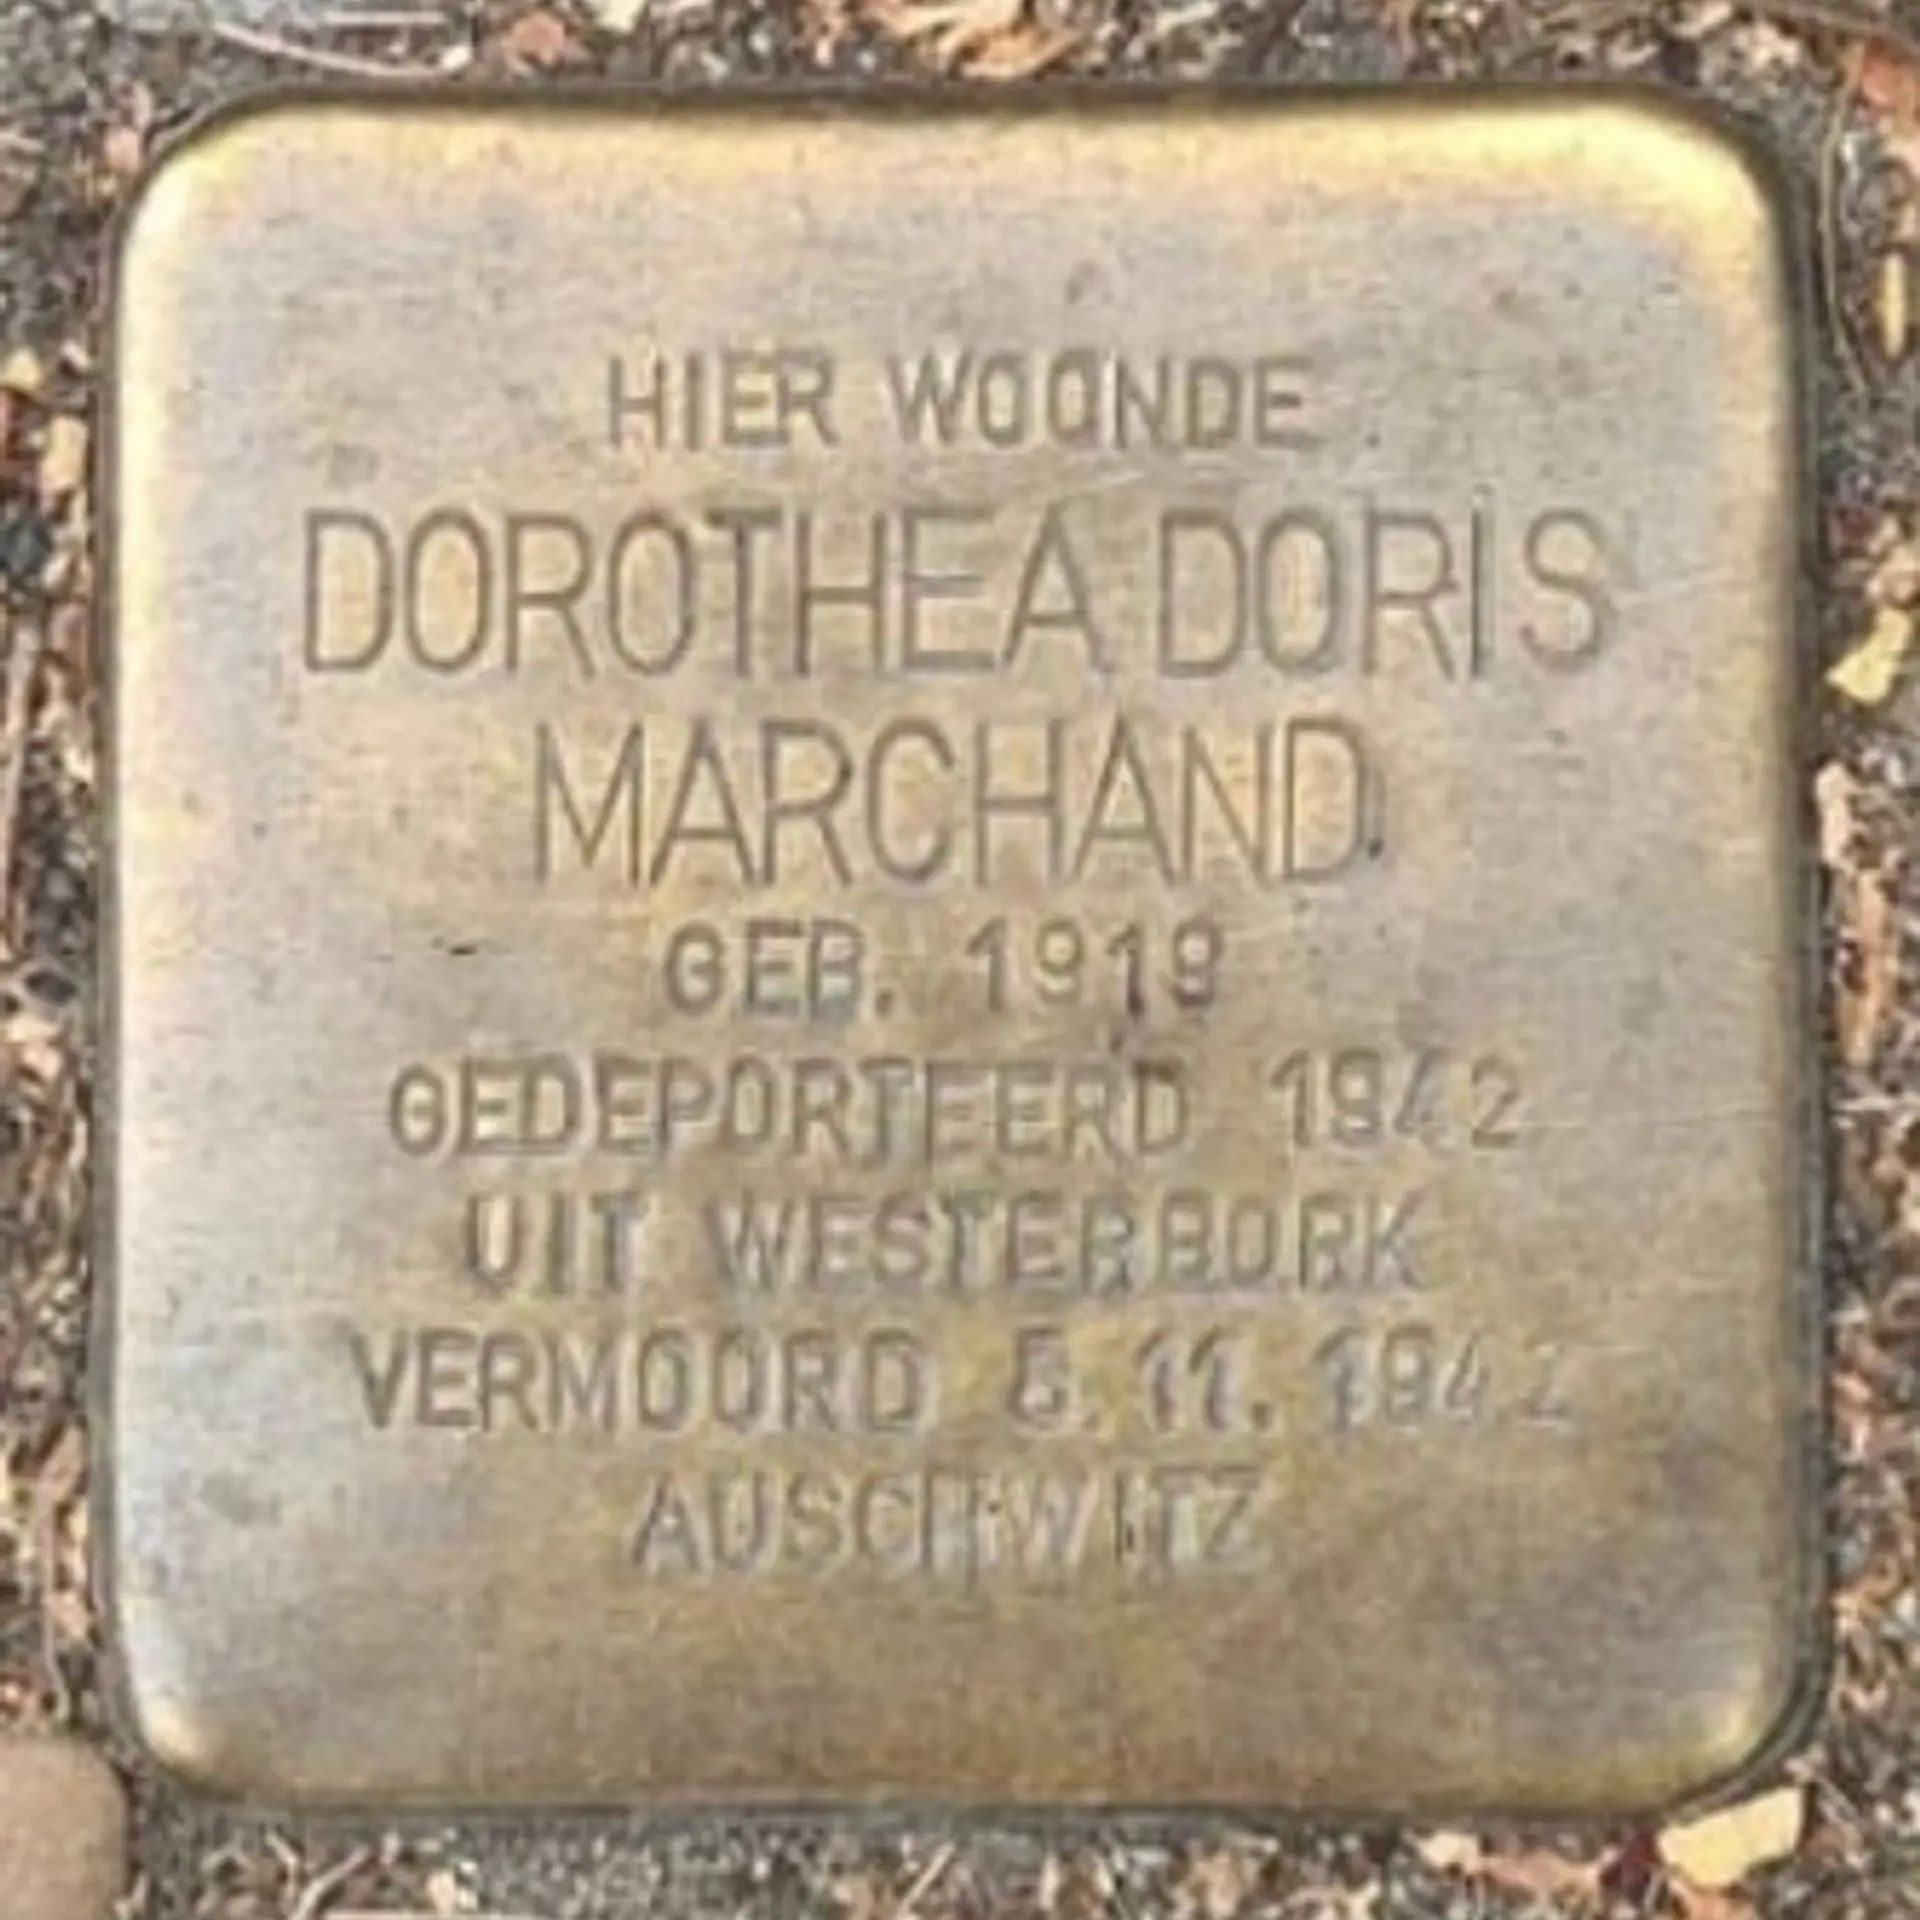 HIER WOONDE
DOROTHEA DORIS
MARCHAND
GEB. 1919
GEDEPORTEERD 1942
UIT WESTERBORK
VERMOORD 5.11.1942
AUSCHWITZ